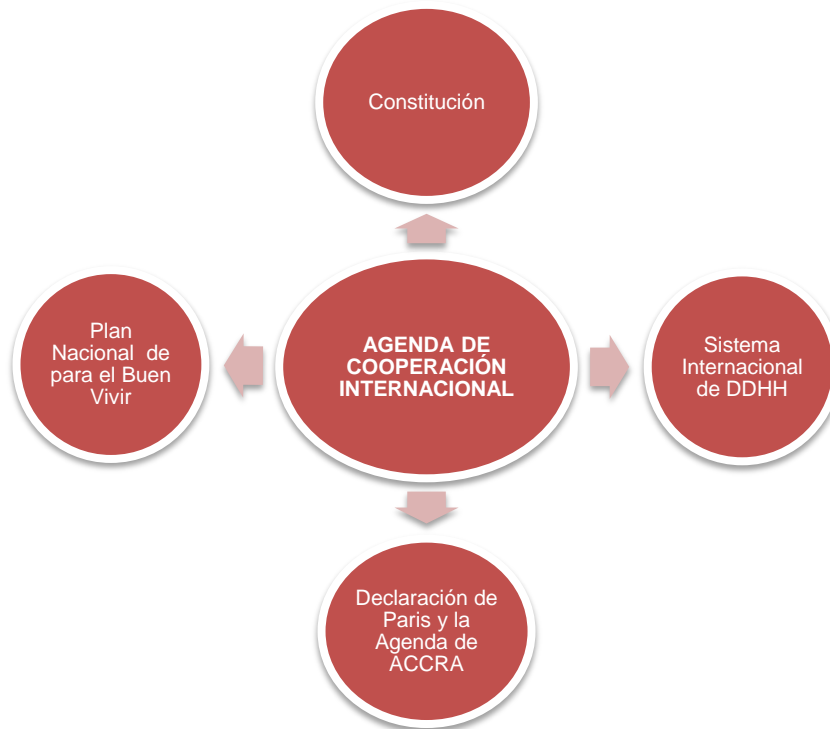 Constitución
Plan
Nacional de
para el Buen
Vivir
AGENDA DE
COOPERACIÓN
INTERNACIONAL
Sistema
Internacional
de DDHH
Declaración de
Paris y la
Agenda de
ACCRA